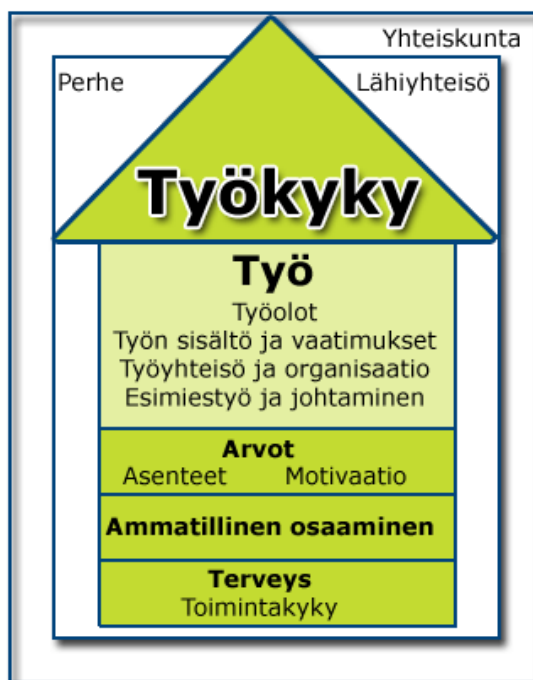 Yhteiskunta
Perhe
Lähiyhteisö
Työkyky
Työ
Työolot
Työn sisältö ja vaatimukset
Työyhteisö ja organisaatio
Esimiestyö ja johtaminen
Arvot
Asenteet Motivaatio
Ammatillinen osaaminen
Terveys
Toimintakyky